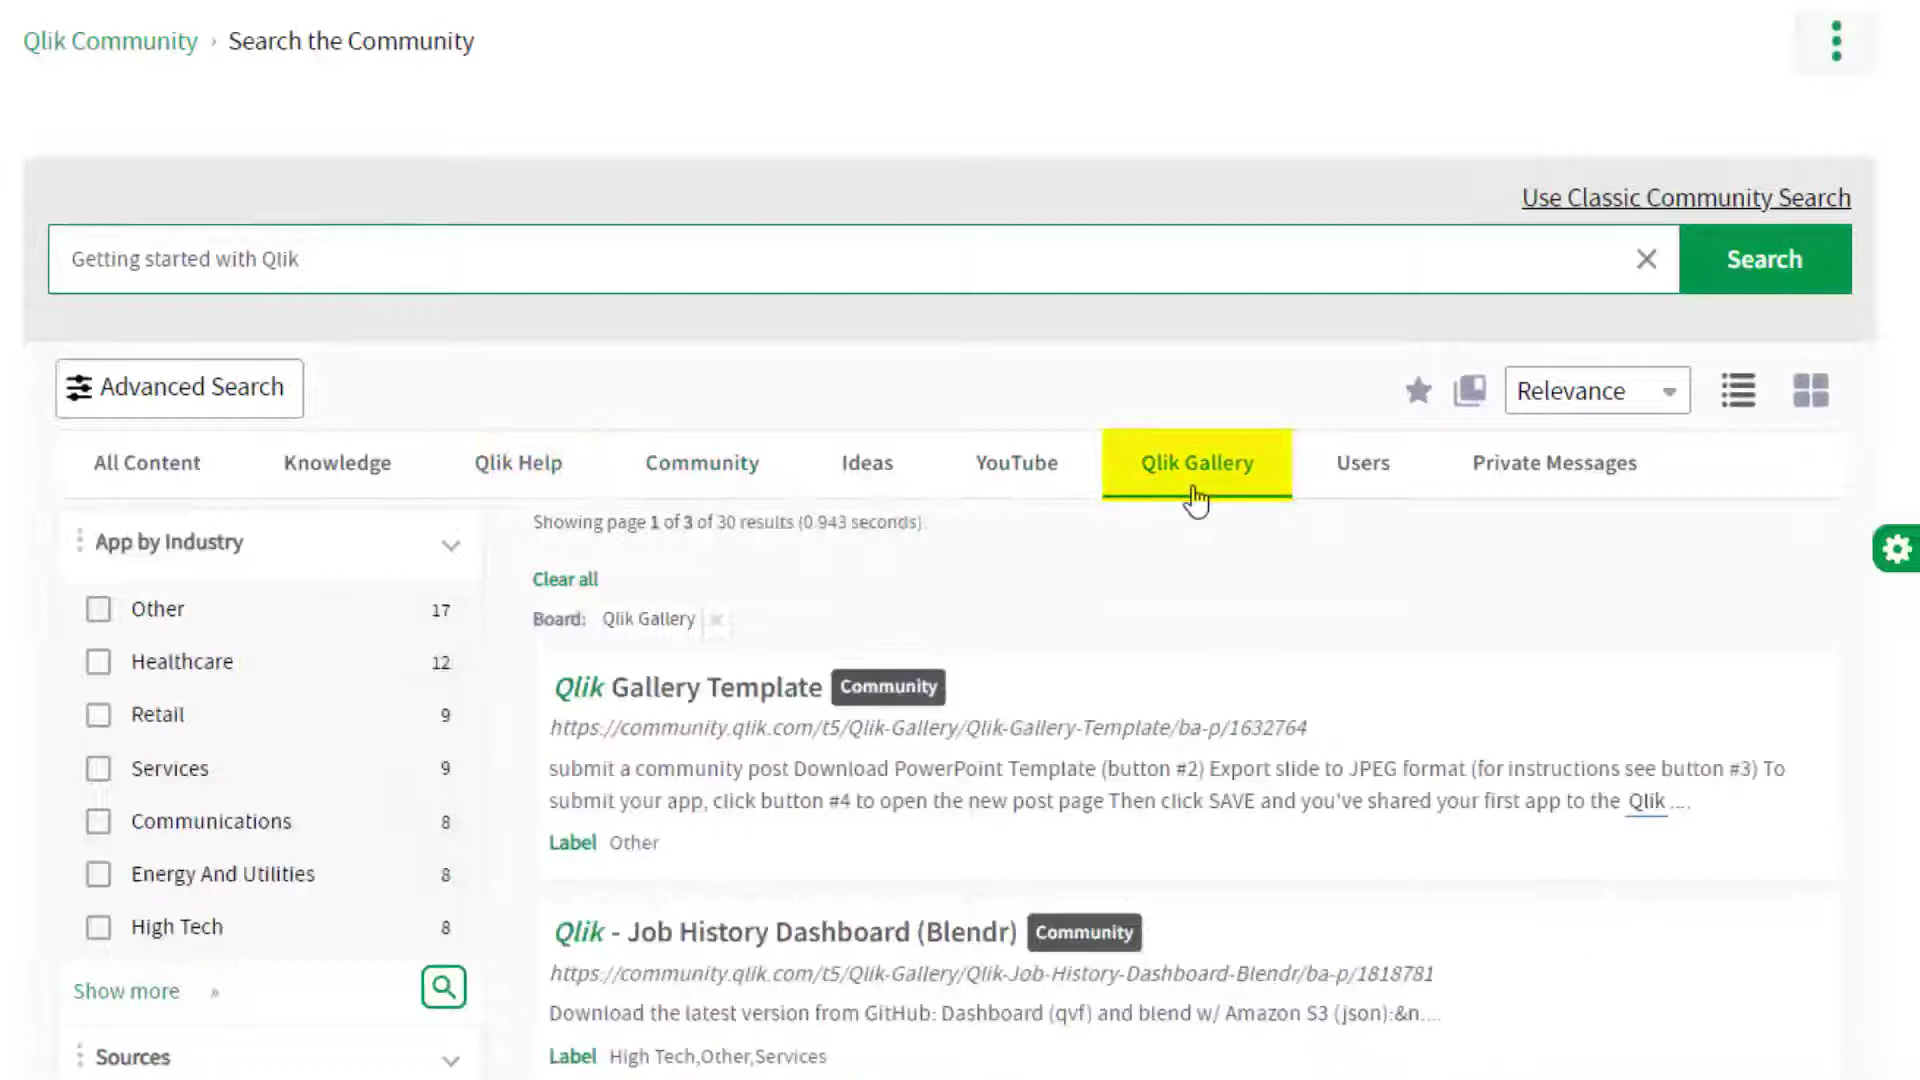 Qlik Community › Search the Community
Use Classic Community Search
Getting started with Qlik
Search
Advanced Search
Relevance
All Content Knowledge Qlik Help Community Ideas YouTube Qlik Gallery Users Private Messages
App by Industry
Other 17
Healthcare 12
Retail 9
Services 9
Communications 8
Energy And Utilities 8
High Tech 8
Show more »
Sources
Showing page 1 of 3 of 30 results (0.943 seconds).
Clear all
Board: Qlik Gallery
Qlik Gallery Template Community
https://community.qlik.com/t5/Qlik-Gallery/Qlik-Gallery-Template/ba-p/1632764
submit a community post Download PowerPoint Template (button #2) Export slide to JPEG format (for instructions see button #3) To
submit your app, click button #4 to open the new post page Then click SAVE and you've shared your first app to the Qlik ....
Label Other
Qlik - Job History Dashboard (Blendr) Community
https://community.qlik.com/t5/Qlik-Gallery/Qlik-Job-History-Dashboard-Blendr/ba-p/1818781
Download the latest version from GitHub: Dashboard (qvf) and blend w/ Amazon S3 (json):&n....
Label High Tech,Other,Services